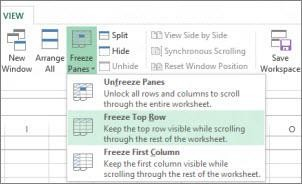 VIEW
New Window
Arrange All
Freeze Panes
Split
Hide
Unhide
View Side by Side
Synchronous Scrolling
Reset Window Position
Save Workspace
Unfreeze Panes
Unlock all rows and columns to scroll
through the entire worksheet.
Freeze Top Row
Keep the top row visible while scrolling
through the rest of the worksheet.
Freeze First Column
Keep the first column visible while
scrolling through the rest of the worksheet.
I
O